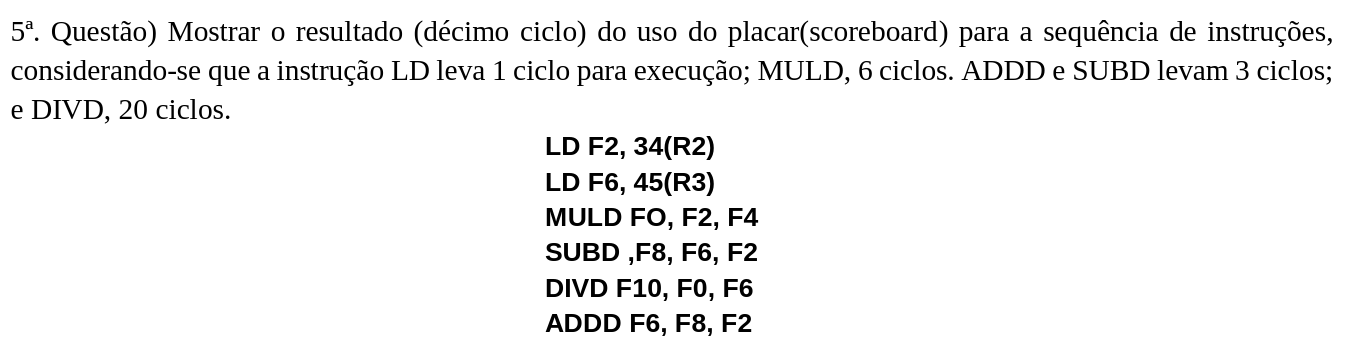 5ª. Questão) Mostrar o resultado (décimo ciclo) do uso do placar(scoreboard) para a sequência de instruções,
considerando-se que a instrução LD leva 1 ciclo para execução; MULD, 6 ciclos. ADDD e SUBD levam 3 ciclos;
e DIVD, 20 ciclos.
LD F2, 34(R2)
LD F6, 45(R3)
MULD FO, F2, F4
SUBD ,F8, F6, F2
DIVD F10, F0, F6
ADDD F6, F8, F2